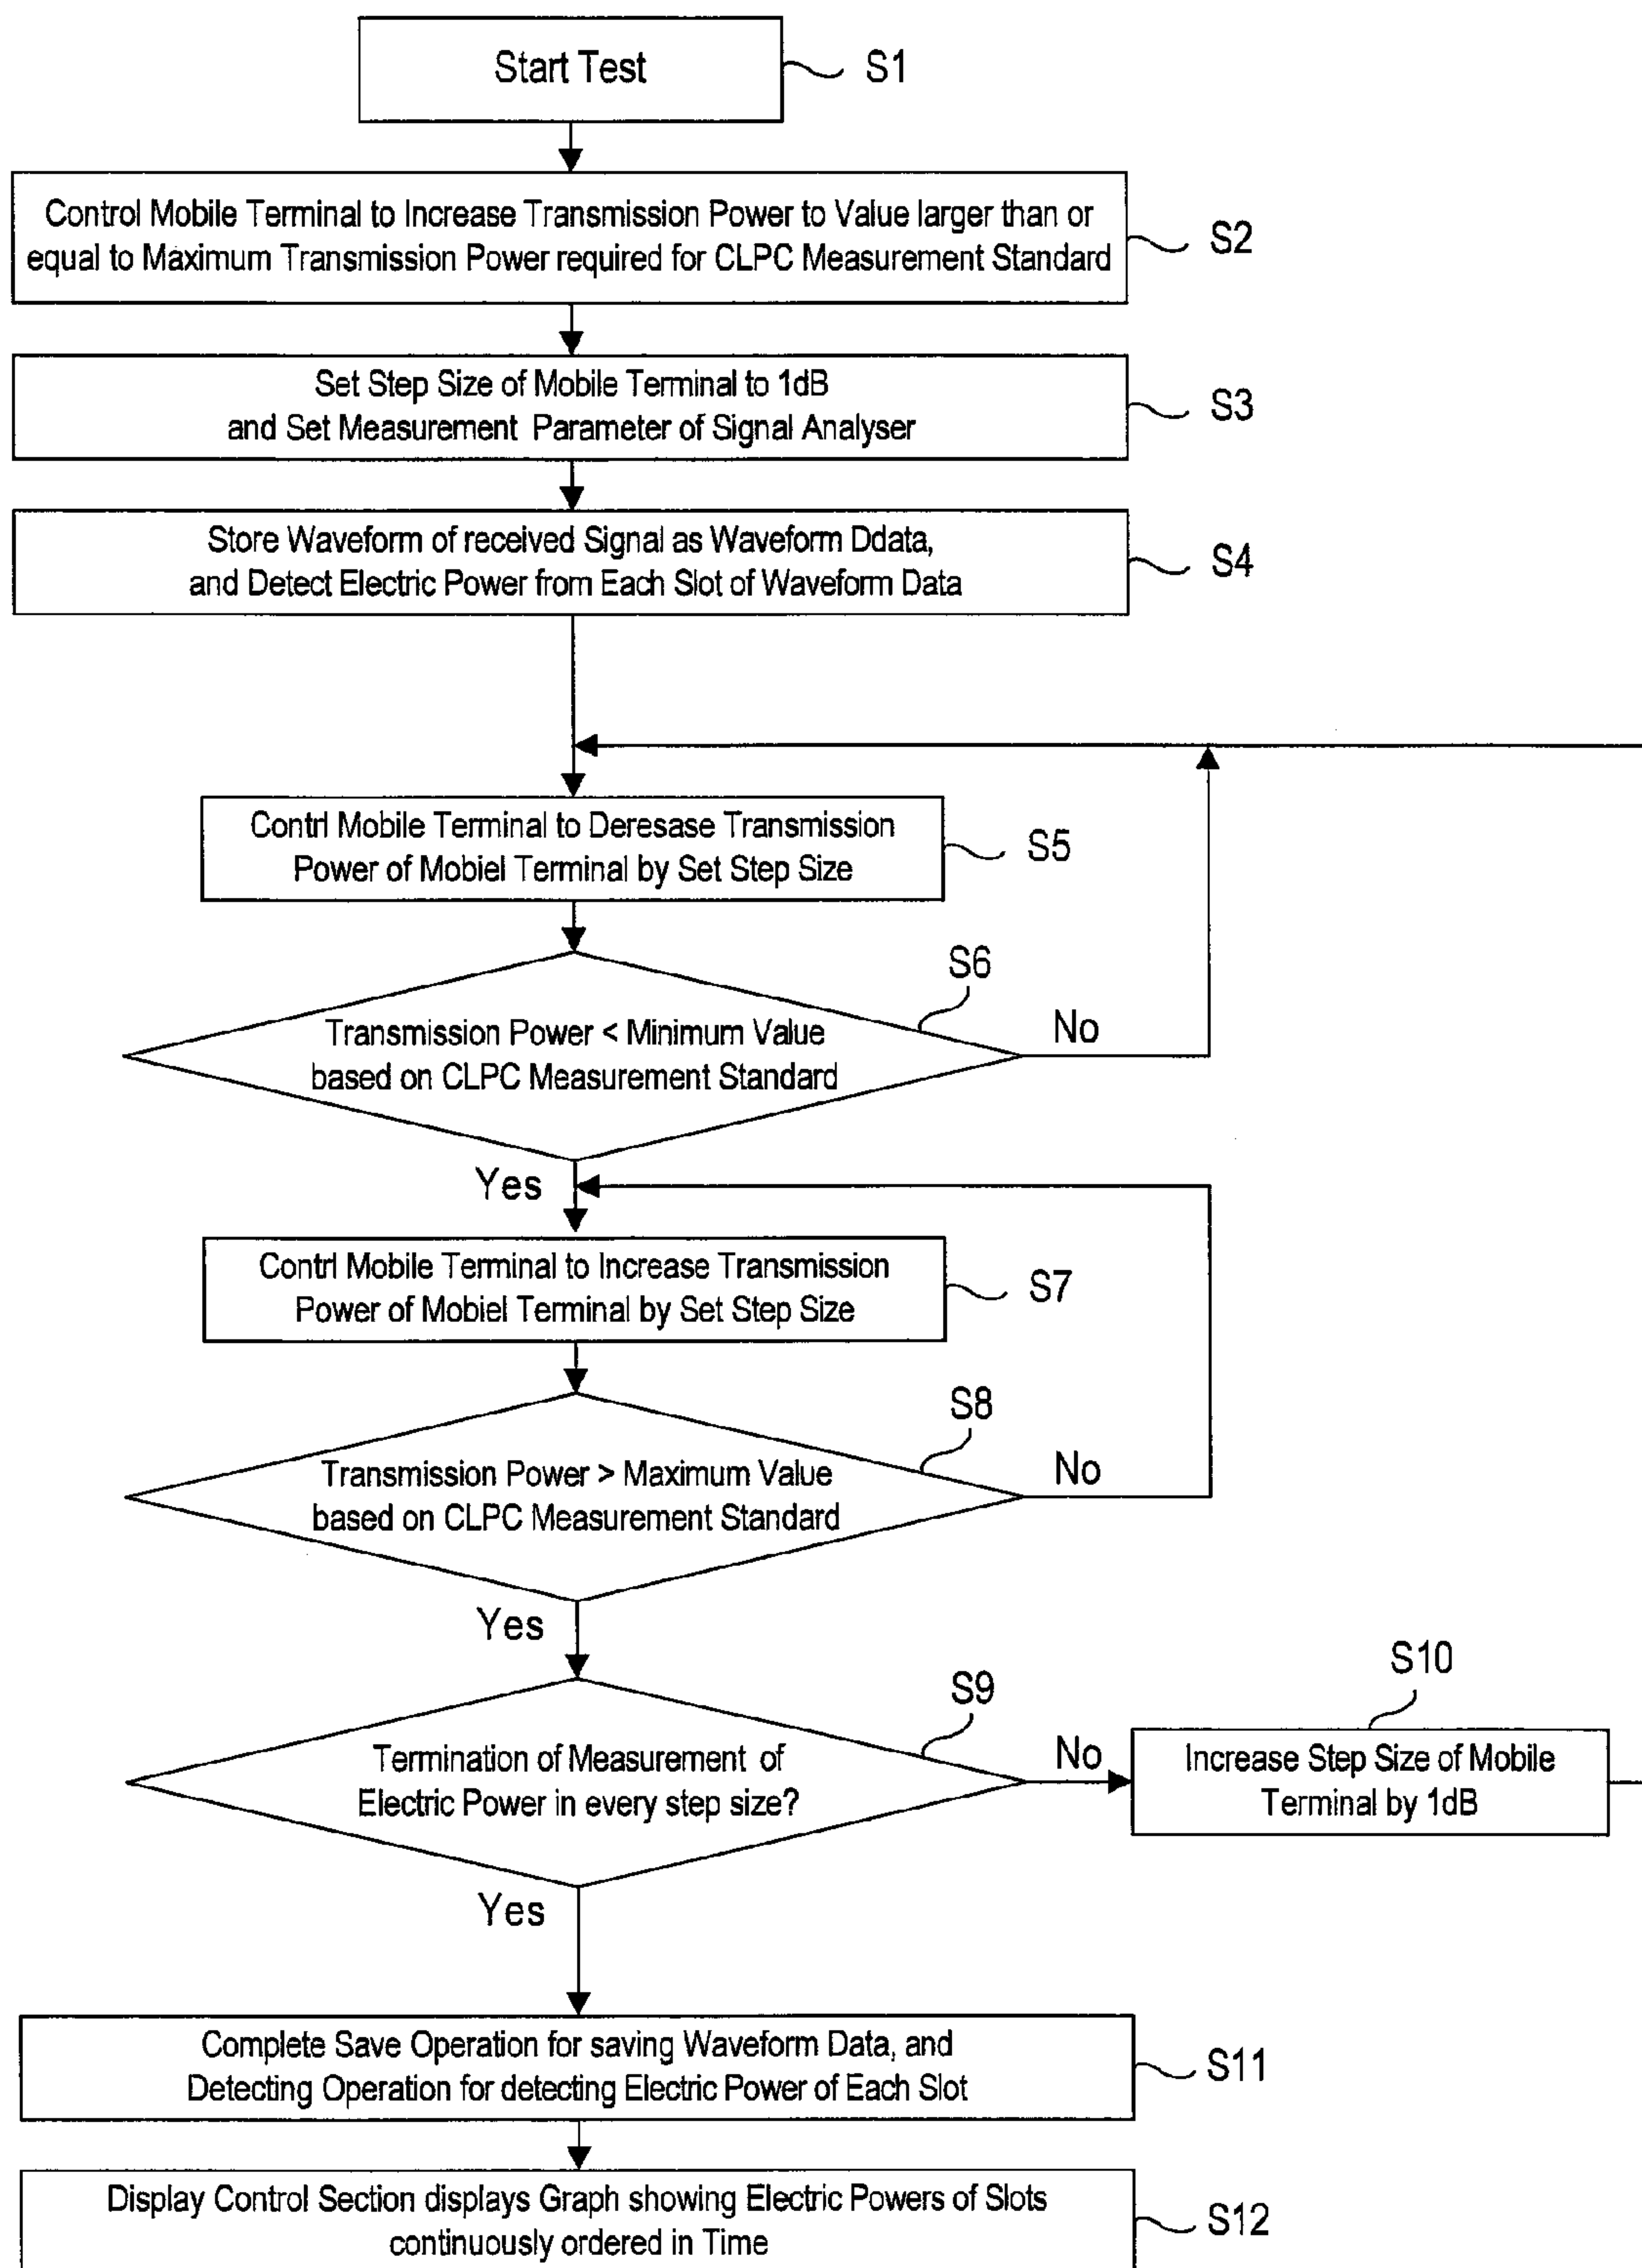 Start Test
S1
Control Mobile Terminal to Increase Transmission Power to Value larger than or
equal to Maximum Transmission Power required for CLPC Measurement Standard
S2
Set Step Size of Mobile Terminal to 1dB
and Set Measurement Parameter of Signal Analyser
S3
Store Waveform of received Signal as Waveform Ddata,
and Detect Electric Power from Each Slot of Waveform Data
S4
Contrl Mobile Terminal to Deresase Transmission
Power of Mobiel Terminal by Set Step Size
S5
S6
Transmission Power < Minimum Value
based on CLPC Measurement Standard
No
Yes
Contrl Mobile Terminal to Increase Transmission
Power of Mobiel Terminal by Set Step Size
S7
S8
Transmission Power > Maximum Value
based on CLPC Measurement Standard
No
Yes
S9
Termination of Measurement of
Electric Power in every step size?
No
S10
Increase Step Size of Mobile
Terminal by 1dB
Yes
Complete Save Operation for saving Waveform Data, and
Detecting Operation for detecting Electric Power of Each Slot
S11
Display Control Section displays Graph showing Electric Powers of Slots
continuously ordered in Time
S12